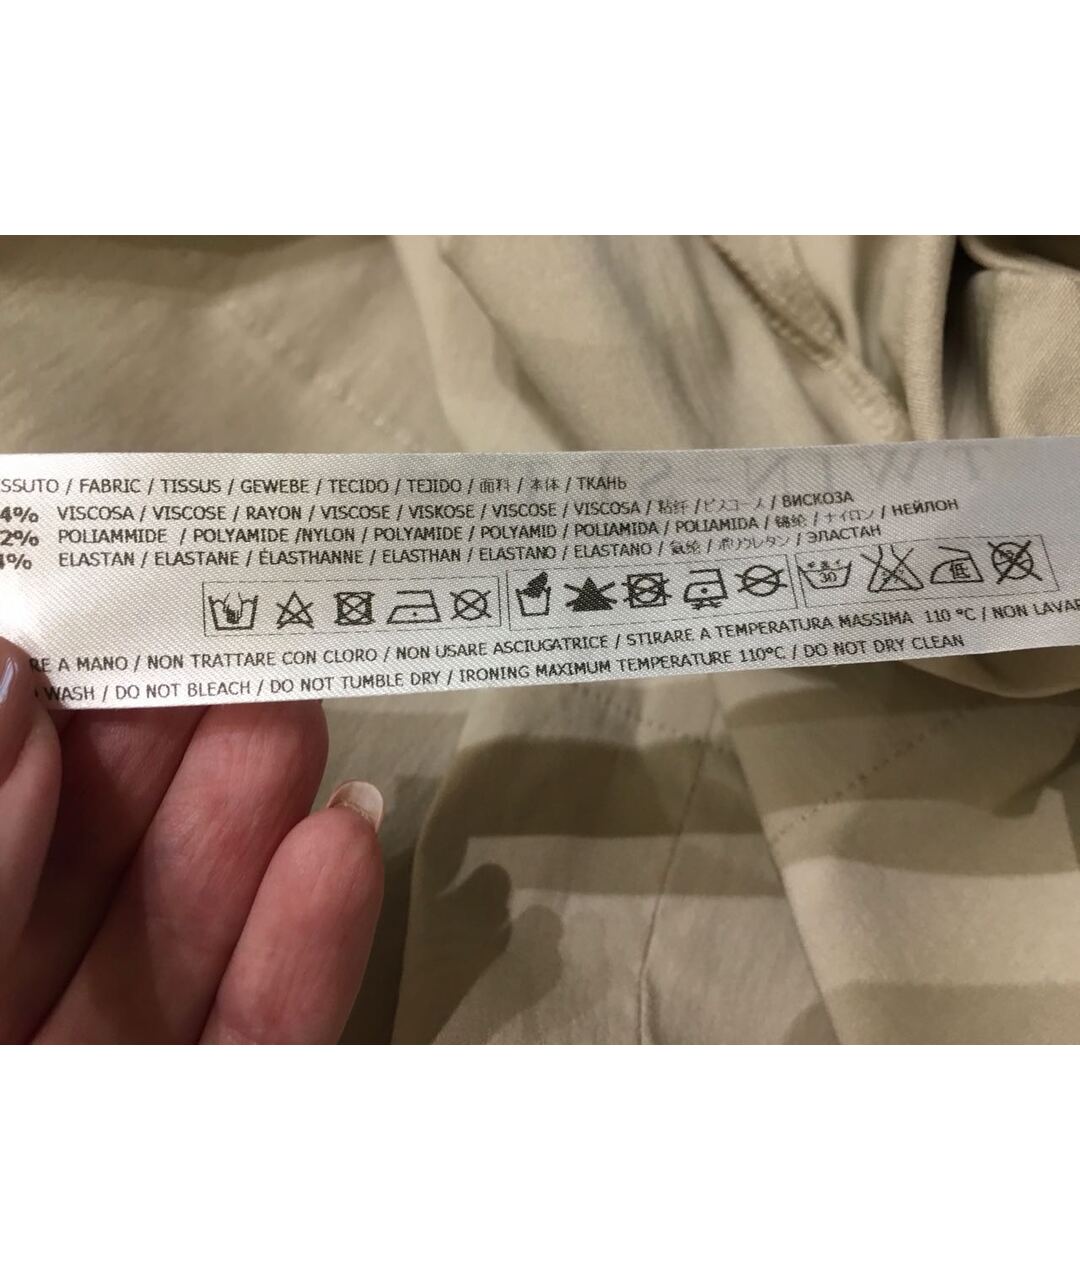 SSUTO / FABRIC / TISSUS / GEWEBE / TECIDO / TEJIDO / 面料 / 本体 / ТКАНЬ
4% VISCOSA / VISCOSE / RAYON / VISCOSE / VISKOSE / VISCOSE / VISCOSA / 粘纤 / ビスコース / ВИСКОЗА
2% POLIAMMIDE / POLYAMIDE /NYLON / POLYAMIDE / POLYAMID / POLIAMIDA / POLIAMIDA / 锦纶 / ナイロン / НЕЙЛОН
% ELASTAN / ELASTANE / ÉLASTHANNE / ELASTHAN / ELASTANO / ELASTANO / 氨纶 / ポリウレタン / ЭЛАСТАН
30 低
RE A MANO / NON TRATTARE CON CLORO / NON USARE ASCIUGATRICE / STIRARE A TEMPERATURA MASSIMA 110 °C / NON LAVAR
WASH / DO NOT BLEACH / DO NOT TUMBLE DRY / IRONING MAXIMUM TEMPERATURE 110°C / DO NOT DRY CLEAN